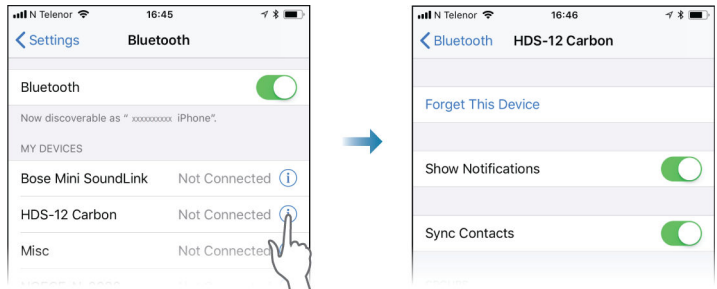 N Telenor 16:45
Settings Bluetooth
Bluetooth
Now discoverable as “ xxxxxxxxx iPhone”.
MY DEVICES
Bose Mini SoundLink Not Connected i
HDS-12 Carbon Not Connected i
Misc Not Connected
N Telenor 16:46
Bluetooth HDS-12 Carbon
Forget This Device
Show Notifications
Sync Contacts